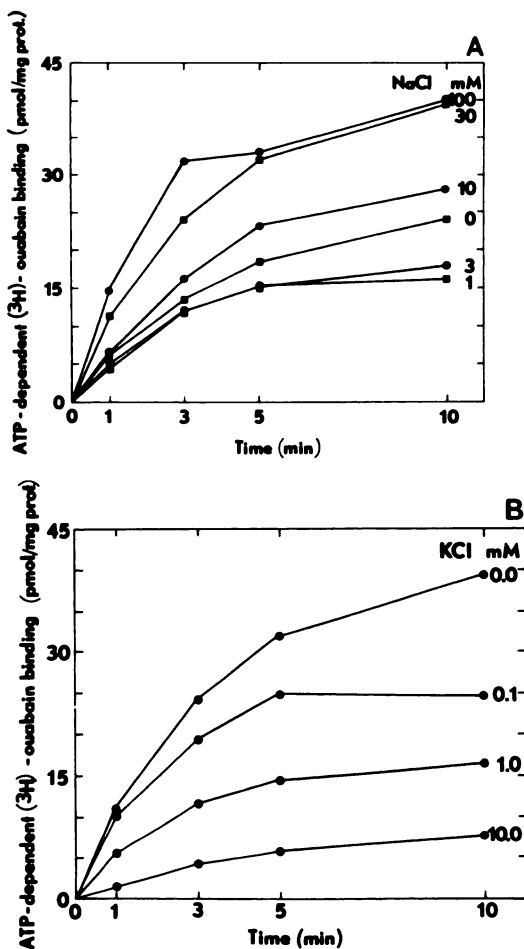 A
ATP-dependent (³H)-ouabain binding (pmol/mg prot.)
45
30
15
0
NaCl mM
100
30
10
0
3
1
0 1 3 5 10
Time (min)
B
ATP-dependent (³H)-ouabain binding (pmol/mg prot.)
45
30
15
0
KCl mM
0.0
0.1
1.0
10.0
0 1 3 5 10
Time (min)